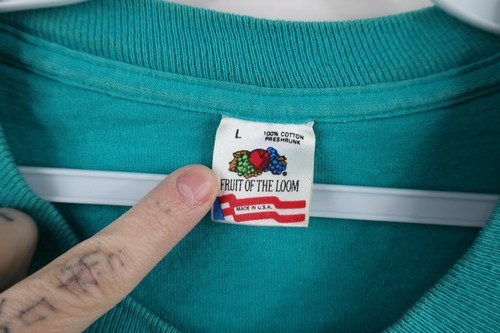 L
100% COTTON
PRESHRUNK
FRUIT OF THE LOOM
MADE IN U.S.A.